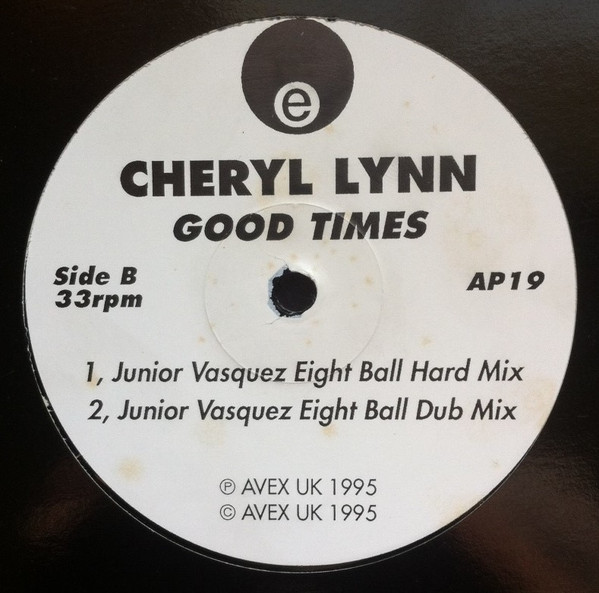 e
CHERYL LYNN
GOOD TIMES
Side B
33rpm
AP19
1, Junior Vasquez Eight Ball Hard Mix
2, Junior Vasquez Eight Ball Dub Mix
℗ AVEX UK 1995
© AVEX UK 1995